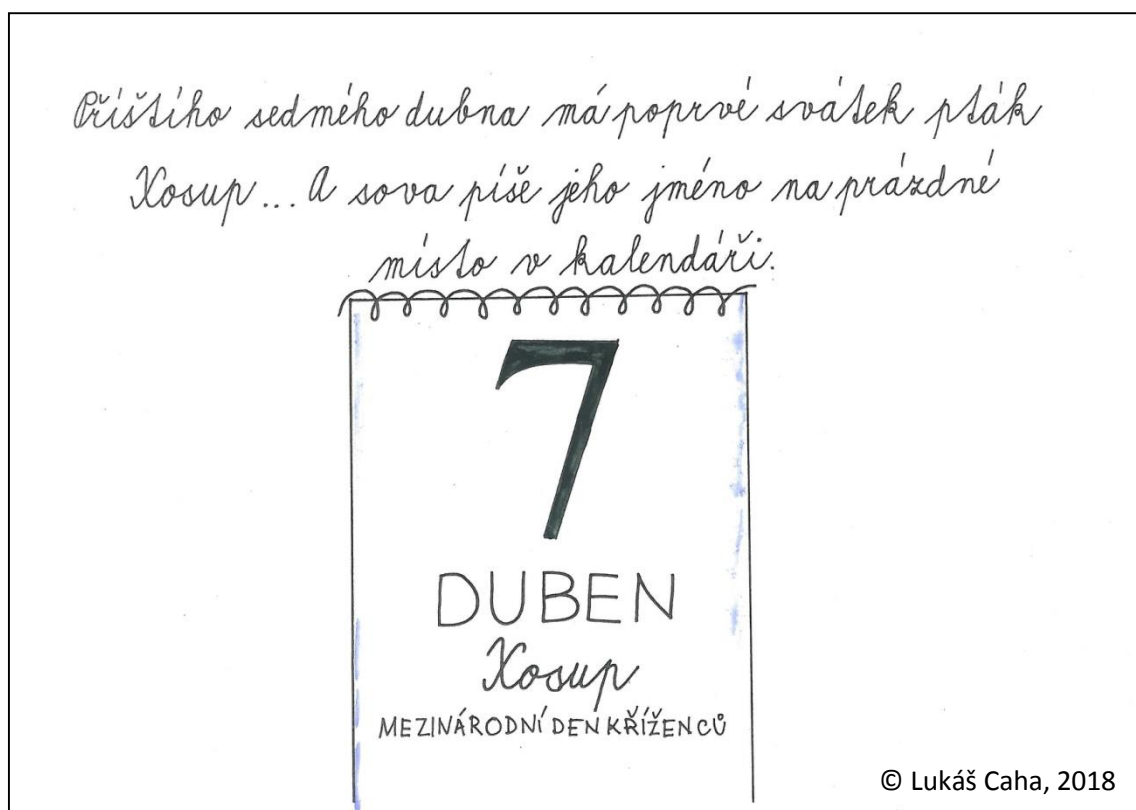 Příštího sedmého dubna má poprvé svátek pták
Xosup... A sova píše jeho jméno na prázdné
místo v kalendáři.
7
DUBEN
Xosup
MEZINÁRODNÍ DEN KŘÍŽENCŮ
© Lukáš Caha, 2018